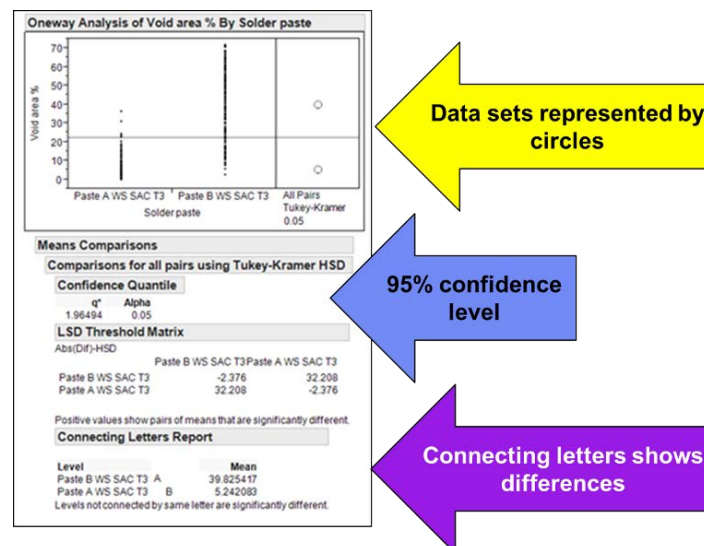 Oneway Analysis of Void area % By Solder paste
70
60
50
40
30
20
10
0
Void area %
Paste A WS SAC T3 Paste B WS SAC T3 All Pairs
Tukey-Kramer
0.05
Solder paste
Data sets represented by
circles
Means Comparisons
Comparisons for all pairs using Tukey-Kramer HSD
Confidence Quantile
q* Alpha
1.96494 0.05
95% confidence
level
LSD Threshold Matrix
Abs(Dif)-HSD
Paste B WS SAC T3 Paste A WS SAC T3
Paste B WS SAC T3 -2.376 32.208
Paste A WS SAC T3 32.208 -2.376
Positive values show pairs of means that are significantly different.
Connecting Letters Report
Level Mean
Paste B WS SAC T3 A 39.825417
Paste A WS SAC T3 B 5.242083
Levels not connected by same letter are significantly different.
Connecting letters shows
differences